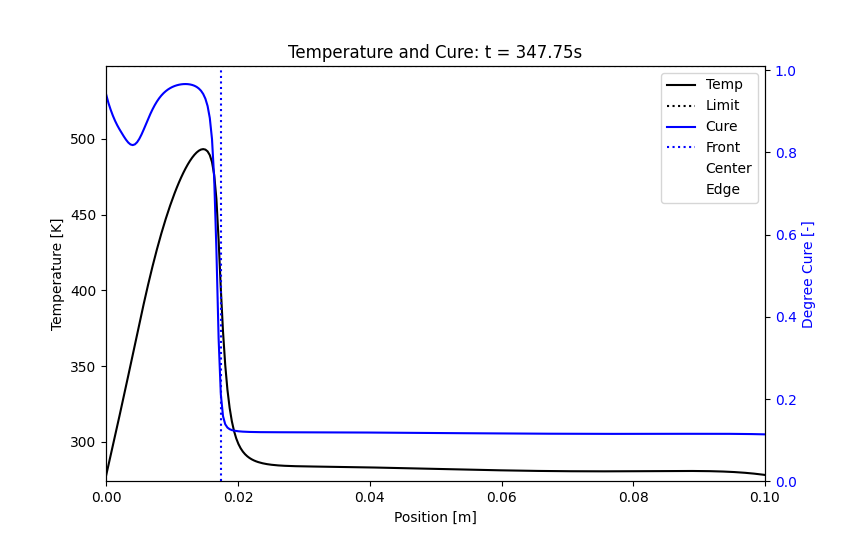 Temperature and Cure: t = 347.75s
Temp
Limit
Cure
Front
Center
Edge
500
450
400
350
300
Temperature [K]
1.0
0.8
0.6
0.4
0.2
0.0
Degree Cure [-]
0.00 0.02 0.04 0.06 0.08 0.10
Position [m]